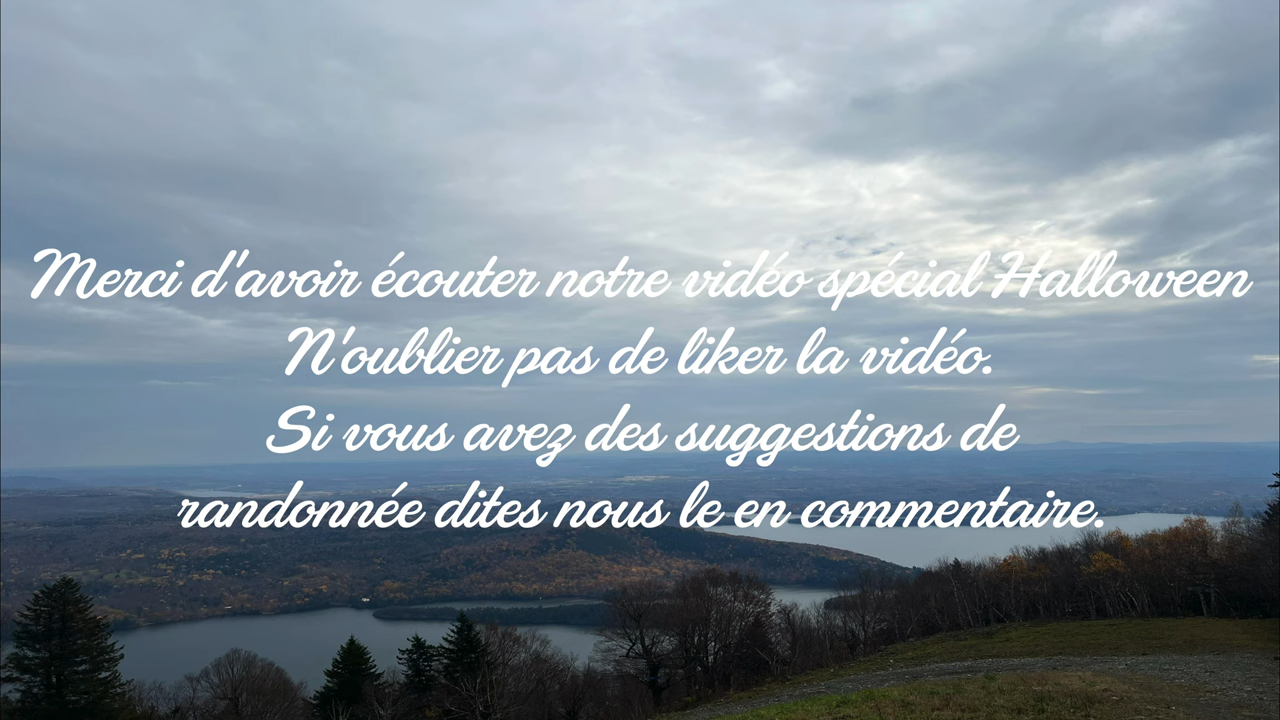 Merci d'avoir écouter notre vidéo spécial Halloween
N'oublier pas de liker la vidéo.
Si vous avez des suggestions de
randonnée dites nous le en commentaire.